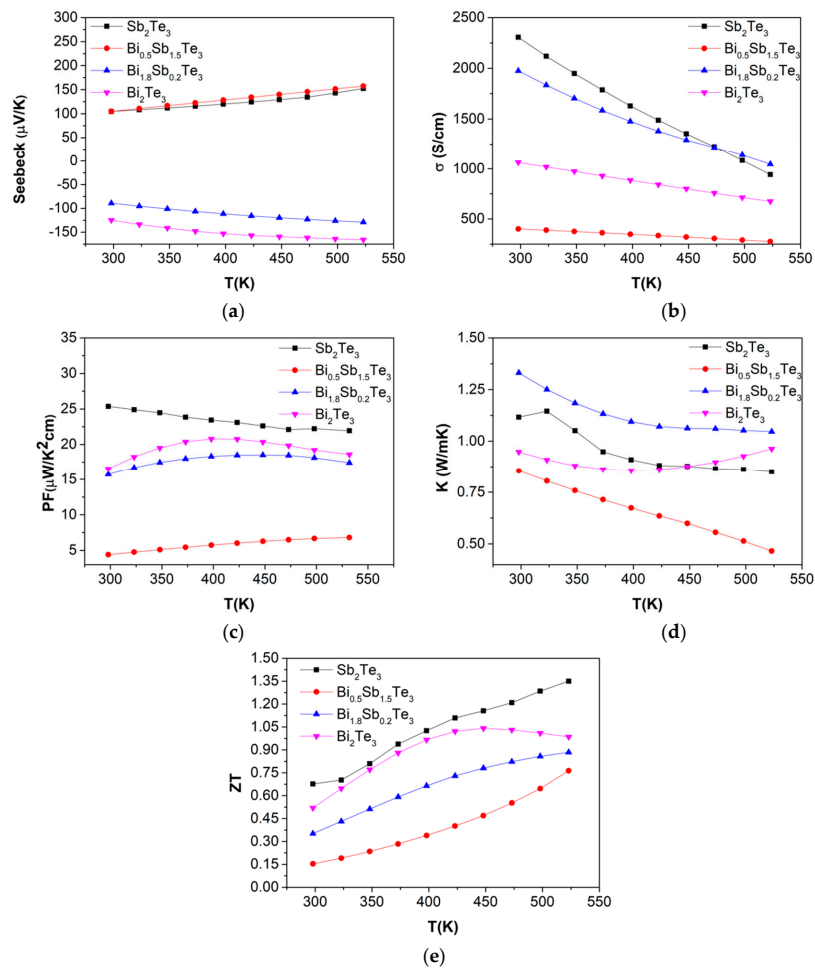 300
250
200
150
100
50
0
-50
-100
-150
300 350 400 450 500 550
Seebeck (μV/K)
T(K)
Sb2Te3
Bi0.5Sb1.5Te3
Bi1.8Sb0.2Te3
Bi2Te3
(a)
2500
2000
1500
1000
500
300 350 400 450 500 550
σ (S/cm)
T(K)
Sb2Te3
Bi0.5Sb1.5Te3
Bi1.8Sb0.2Te3
Bi2Te3
(b)
35
30
25
20
15
10
5
300 350 400 450 500 550
PF(μW/K²cm)
T(K)
Sb2Te3
Bi0.5Sb1.5Te3
Bi1.8Sb0.2Te3
Bi2Te3
(c)
1.50
1.25
1.00
0.75
0.50
300 350 400 450 500 550
K (W/mK)
T(K)
Sb2Te3
Bi0.5Sb1.5Te3
Bi1.8Sb0.2Te3
Bi2Te3
(d)
1.50
1.35
1.20
1.05
0.90
0.75
0.60
0.45
0.30
0.15
0.00
300 350 400 450 500 550
ZT
T(K)
Sb2Te3
Bi0.5Sb1.5Te3
Bi1.8Sb0.2Te3
Bi2Te3
(e)